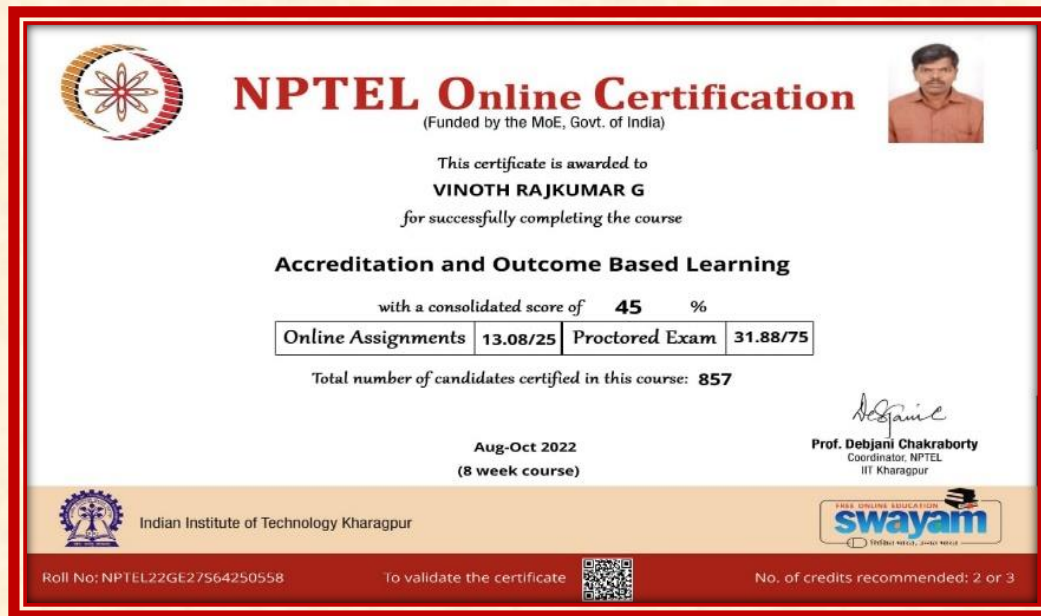 NPTEL Online Certification
(Funded by the MoE, Govt. of India)
This certificate is awarded to
VINOTH RAJKUMAR G
for successfully completing the course
Accreditation and Outcome Based Learning
with a consolidated score of 45 %
Online Assignments 13.08/25 Proctored Exam 31.88/75
Total number of candidates certified in this course: 857
Aug-Oct 2022
(8 week course)
Prof. Debjani Chakraborty
Coordinator, NPTEL
IIT Kharagpur
Indian Institute of Technology Kharagpur
FREE ONLINE EDUCATION
swayam
शिक्षित भारत, उन्नत भारत
Roll No: NPTEL22GE27S64250558
To validate the certificate
No. of credits recommended: 2 or 3